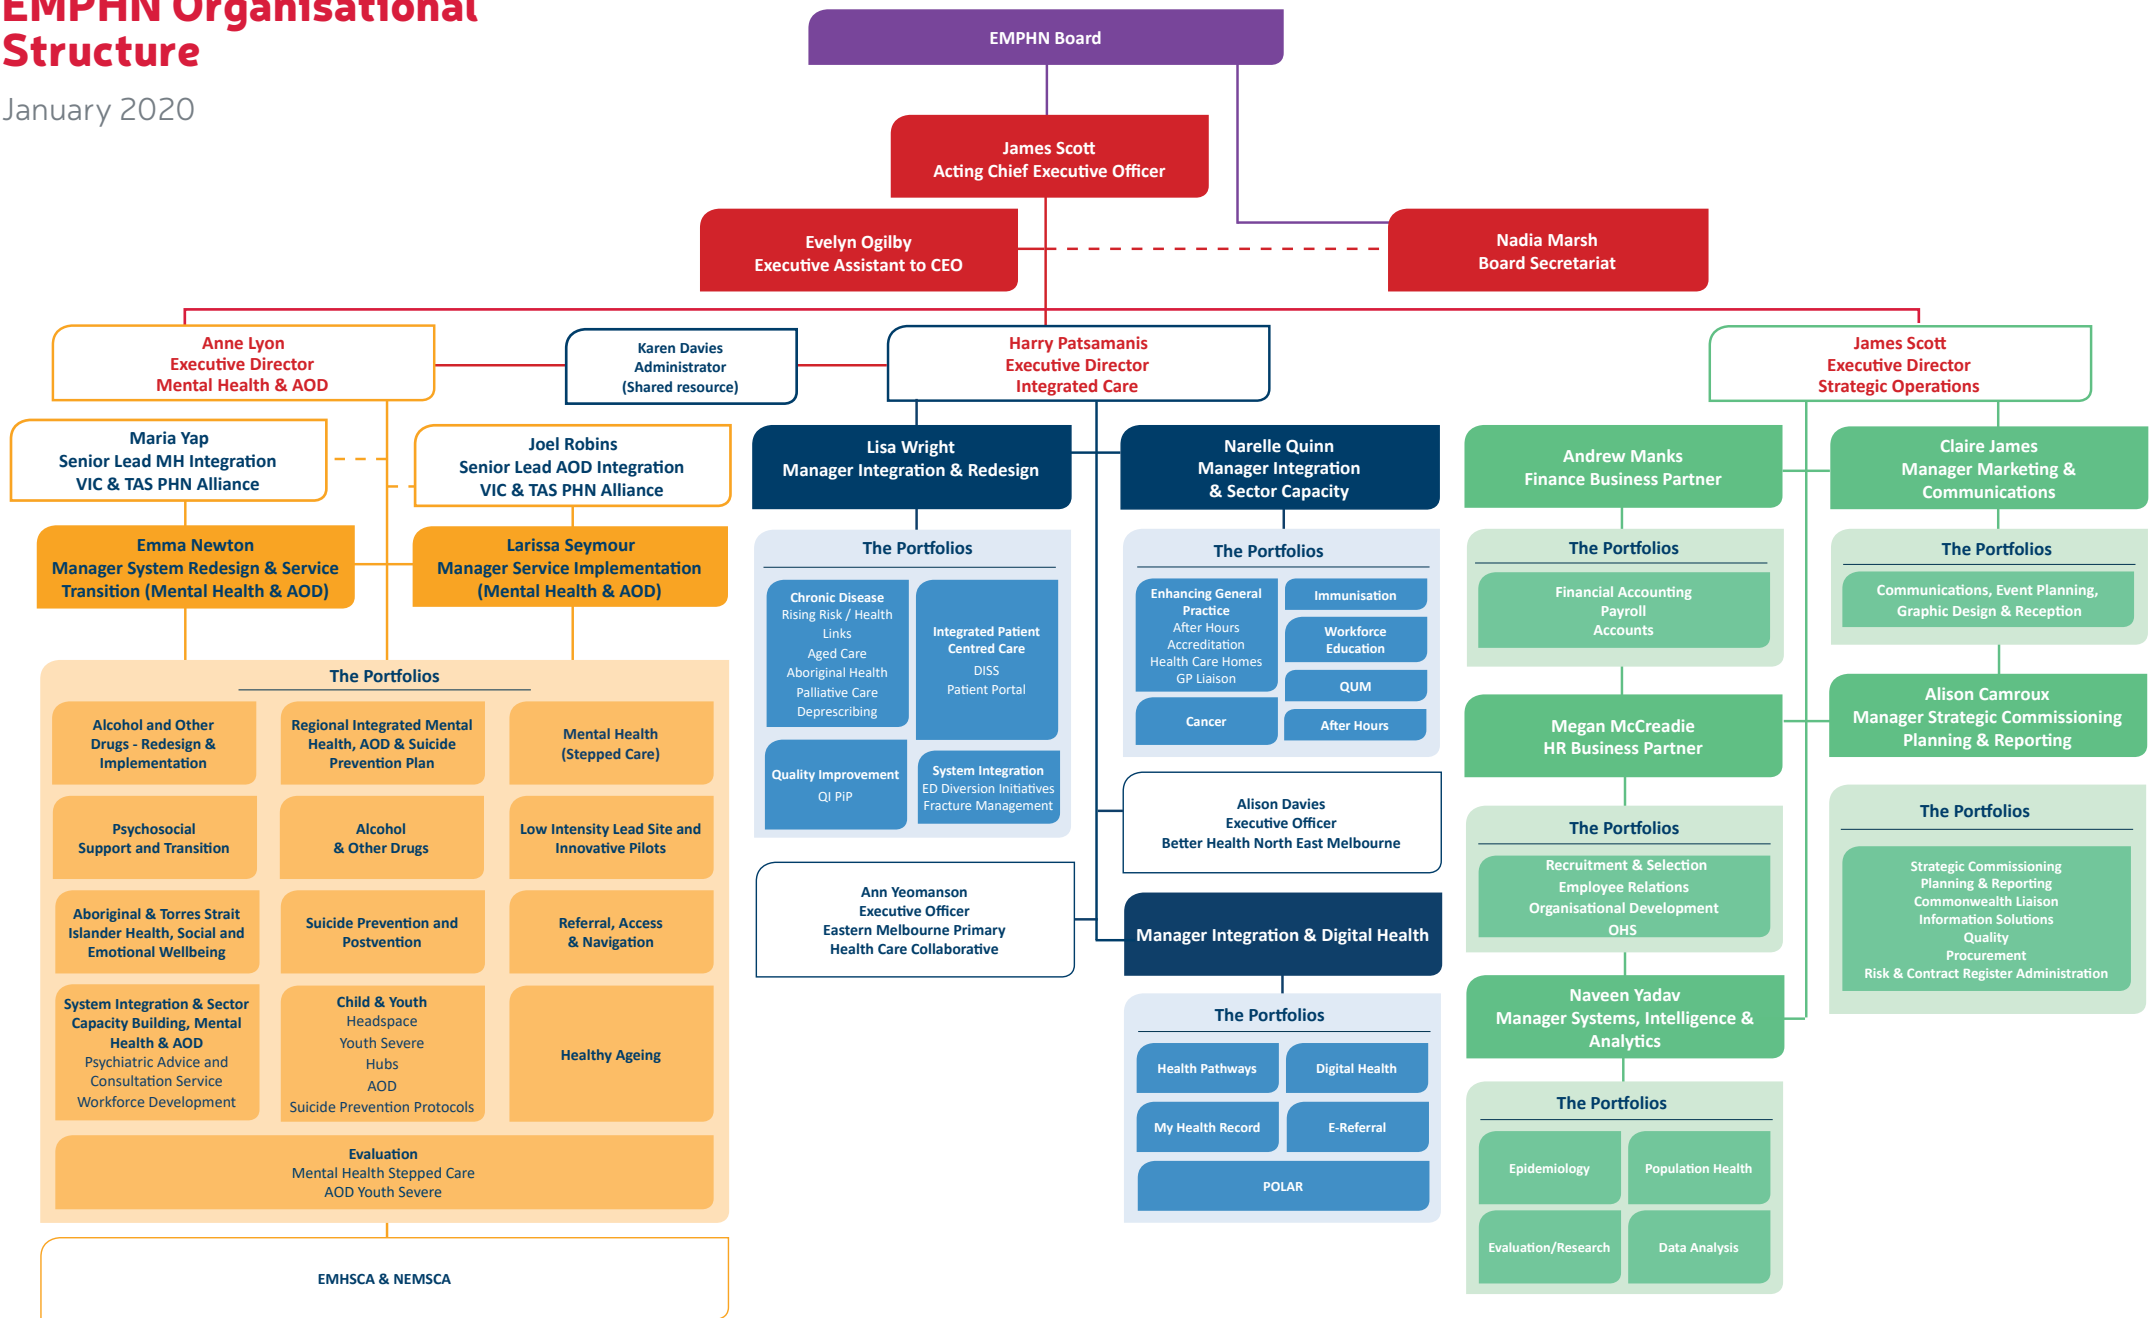 EMPHN Organisational
Structure
January 2020
EMPHN Board
James Scott
Acting Chief Executive Officer
Evelyn Ogilby
Executive Assistant to CEO
Nadia Marsh
Board Secretariat
Anne Lyon
Executive Director
Mental Health & AOD
Karen Davies
Administrator
(Shared resource)
Harry Patsamanis
Executive Director
Integrated Care
James Scott
Executive Director
Strategic Operations
Maria Yap
Senior Lead MH Integration
VIC & TAS PHN Alliance
Joel Robins
Senior Lead AOD Integration
VIC & TAS PHN Alliance
Emma Newton
Manager System Redesign & Service
Transition (Mental Health & AOD)
Larissa Seymour
Manager Service Implementation
(Mental Health & AOD)
The Portfolios
Alcohol and Other
Drugs - Redesign &
Implementation
Regional Integrated Mental
Health, AOD & Suicide
Prevention Plan
Mental Health
(Stepped Care)
Psychosocial
Support and Transition
Alcohol
& Other Drugs
Low Intensity Lead Site and
Innovative Pilots
Aboriginal & Torres Strait
Islander Health, Social and
Emotional Wellbeing
Suicide Prevention and
Postvention
Referral, Access
& Navigation
System Integration & Sector
Capacity Building, Mental
Health & AOD
Psychiatric Advice and
Consultation Service
Workforce Development
Child & Youth
Headspace
Youth Severe
Hubs
AOD
Suicide Prevention Protocols
Healthy Ageing
Evaluation
Mental Health Stepped Care
AOD Youth Severe
EMHSCA & NEMSCA
Lisa Wright
Manager Integration & Redesign
The Portfolios
Chronic Disease
Rising Risk / Health
Links
Aged Care
Aboriginal Health
Palliative Care
Deprescribing
Integrated Patient
Centred Care
DISS
Patient Portal
Quality Improvement
QI PiP
System Integration
ED Diversion Initiatives
Fracture Management
Ann Yeomanson
Executive Officer
Eastern Melbourne Primary
Health Care Collaborative
Narelle Quinn
Manager Integration
& Sector Capacity
The Portfolios
Enhancing General
Practice
After Hours
Accreditation
Health Care Homes
GP Liaison
Immunisation
Workforce
Education
QUM
Cancer
After Hours
Alison Davies
Executive Officer
Better Health North East Melbourne
Manager Integration & Digital Health
The Portfolios
Health Pathways
Digital Health
My Health Record
E-Referral
POLAR
Andrew Manks
Finance Business Partner
The Portfolios
Financial Accounting
Payroll
Accounts
Megan McCreadie
HR Business Partner
The Portfolios
Recruitment & Selection
Employee Relations
Organisational Development
OHS
Naveen Yadav
Manager Systems, Intelligence &
Analytics
The Portfolios
Epidemiology
Population Health
Evaluation/Research
Data Analysis
Claire James
Manager Marketing &
Communications
The Portfolios
Communications, Event Planning,
Graphic Design & Reception
Alison Camroux
Manager Strategic Commissioning
Planning & Reporting
The Portfolios
Strategic Commissioning
Planning & Reporting
Commonwealth Liaison
Information Solutions
Quality
Procurement
Risk & Contract Register Administration